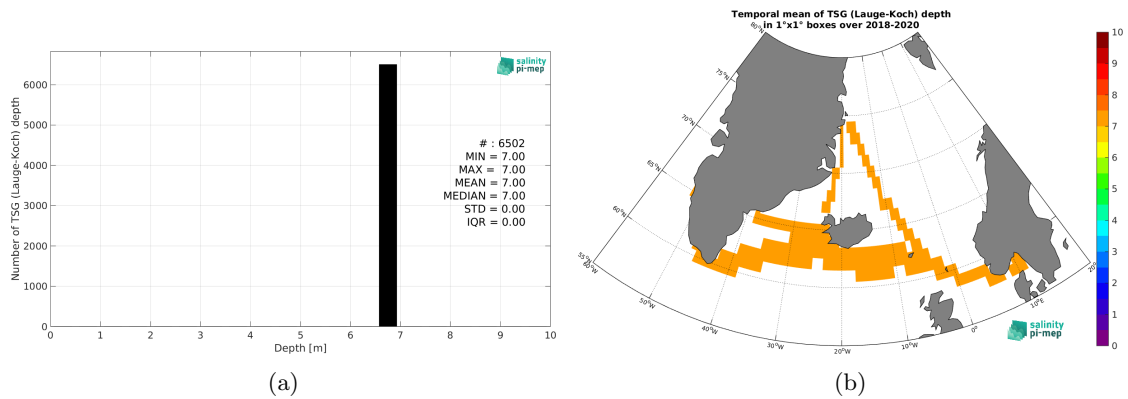 Number of TSG (Lauge-Koch) depth
6000
5000
4000
3000
2000
1000
0
0 1 2 3 4 5 6 7 8 9 10
Depth [m]
salinity
pi-mep
# : 6502
MIN = 7.00
MAX = 7.00
MEAN = 7.00
MEDIAN = 7.00
STD = 0.00
IQR = 0.00
(a)
Temporal mean of TSG (Lauge-Koch) depth
in 1°x1° boxes over 2018-2020
80°N
75°N
70°N
65°N
60°N
55°N
60°W
50°W
40°W
30°W
20°W
10°W
0°
10°E
salinity
pi-mep
10
9
8
7
6
5
4
3
2
1
0
(b)